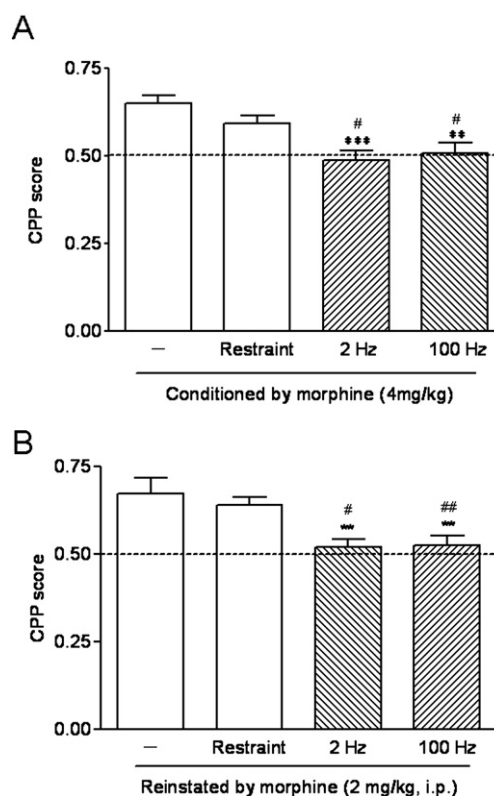 A
0.75
# #
*** **
0.50
CPP score
0.25
0.00
— Restraint 2 Hz 100 Hz
Conditioned by morphine (4mg/kg)
B
0.75
# ##
** **
0.50
CPP score
0.25
0.00
— Restraint 2 Hz 100 Hz
Reinstated by morphine (2 mg/kg, i.p.)